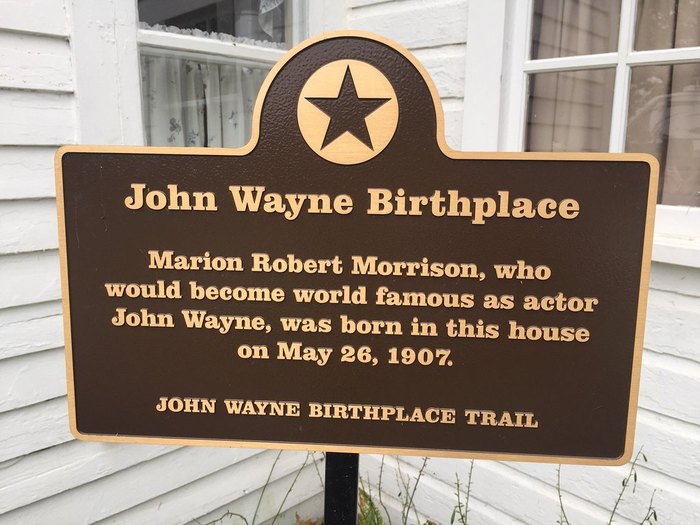 John Wayne Birthplace
Marion Robert Morrison, who
would become world famous as actor
John Wayne, was born in this house
on May 26, 1907.
JOHN WAYNE BIRTHPLACE TRAIL